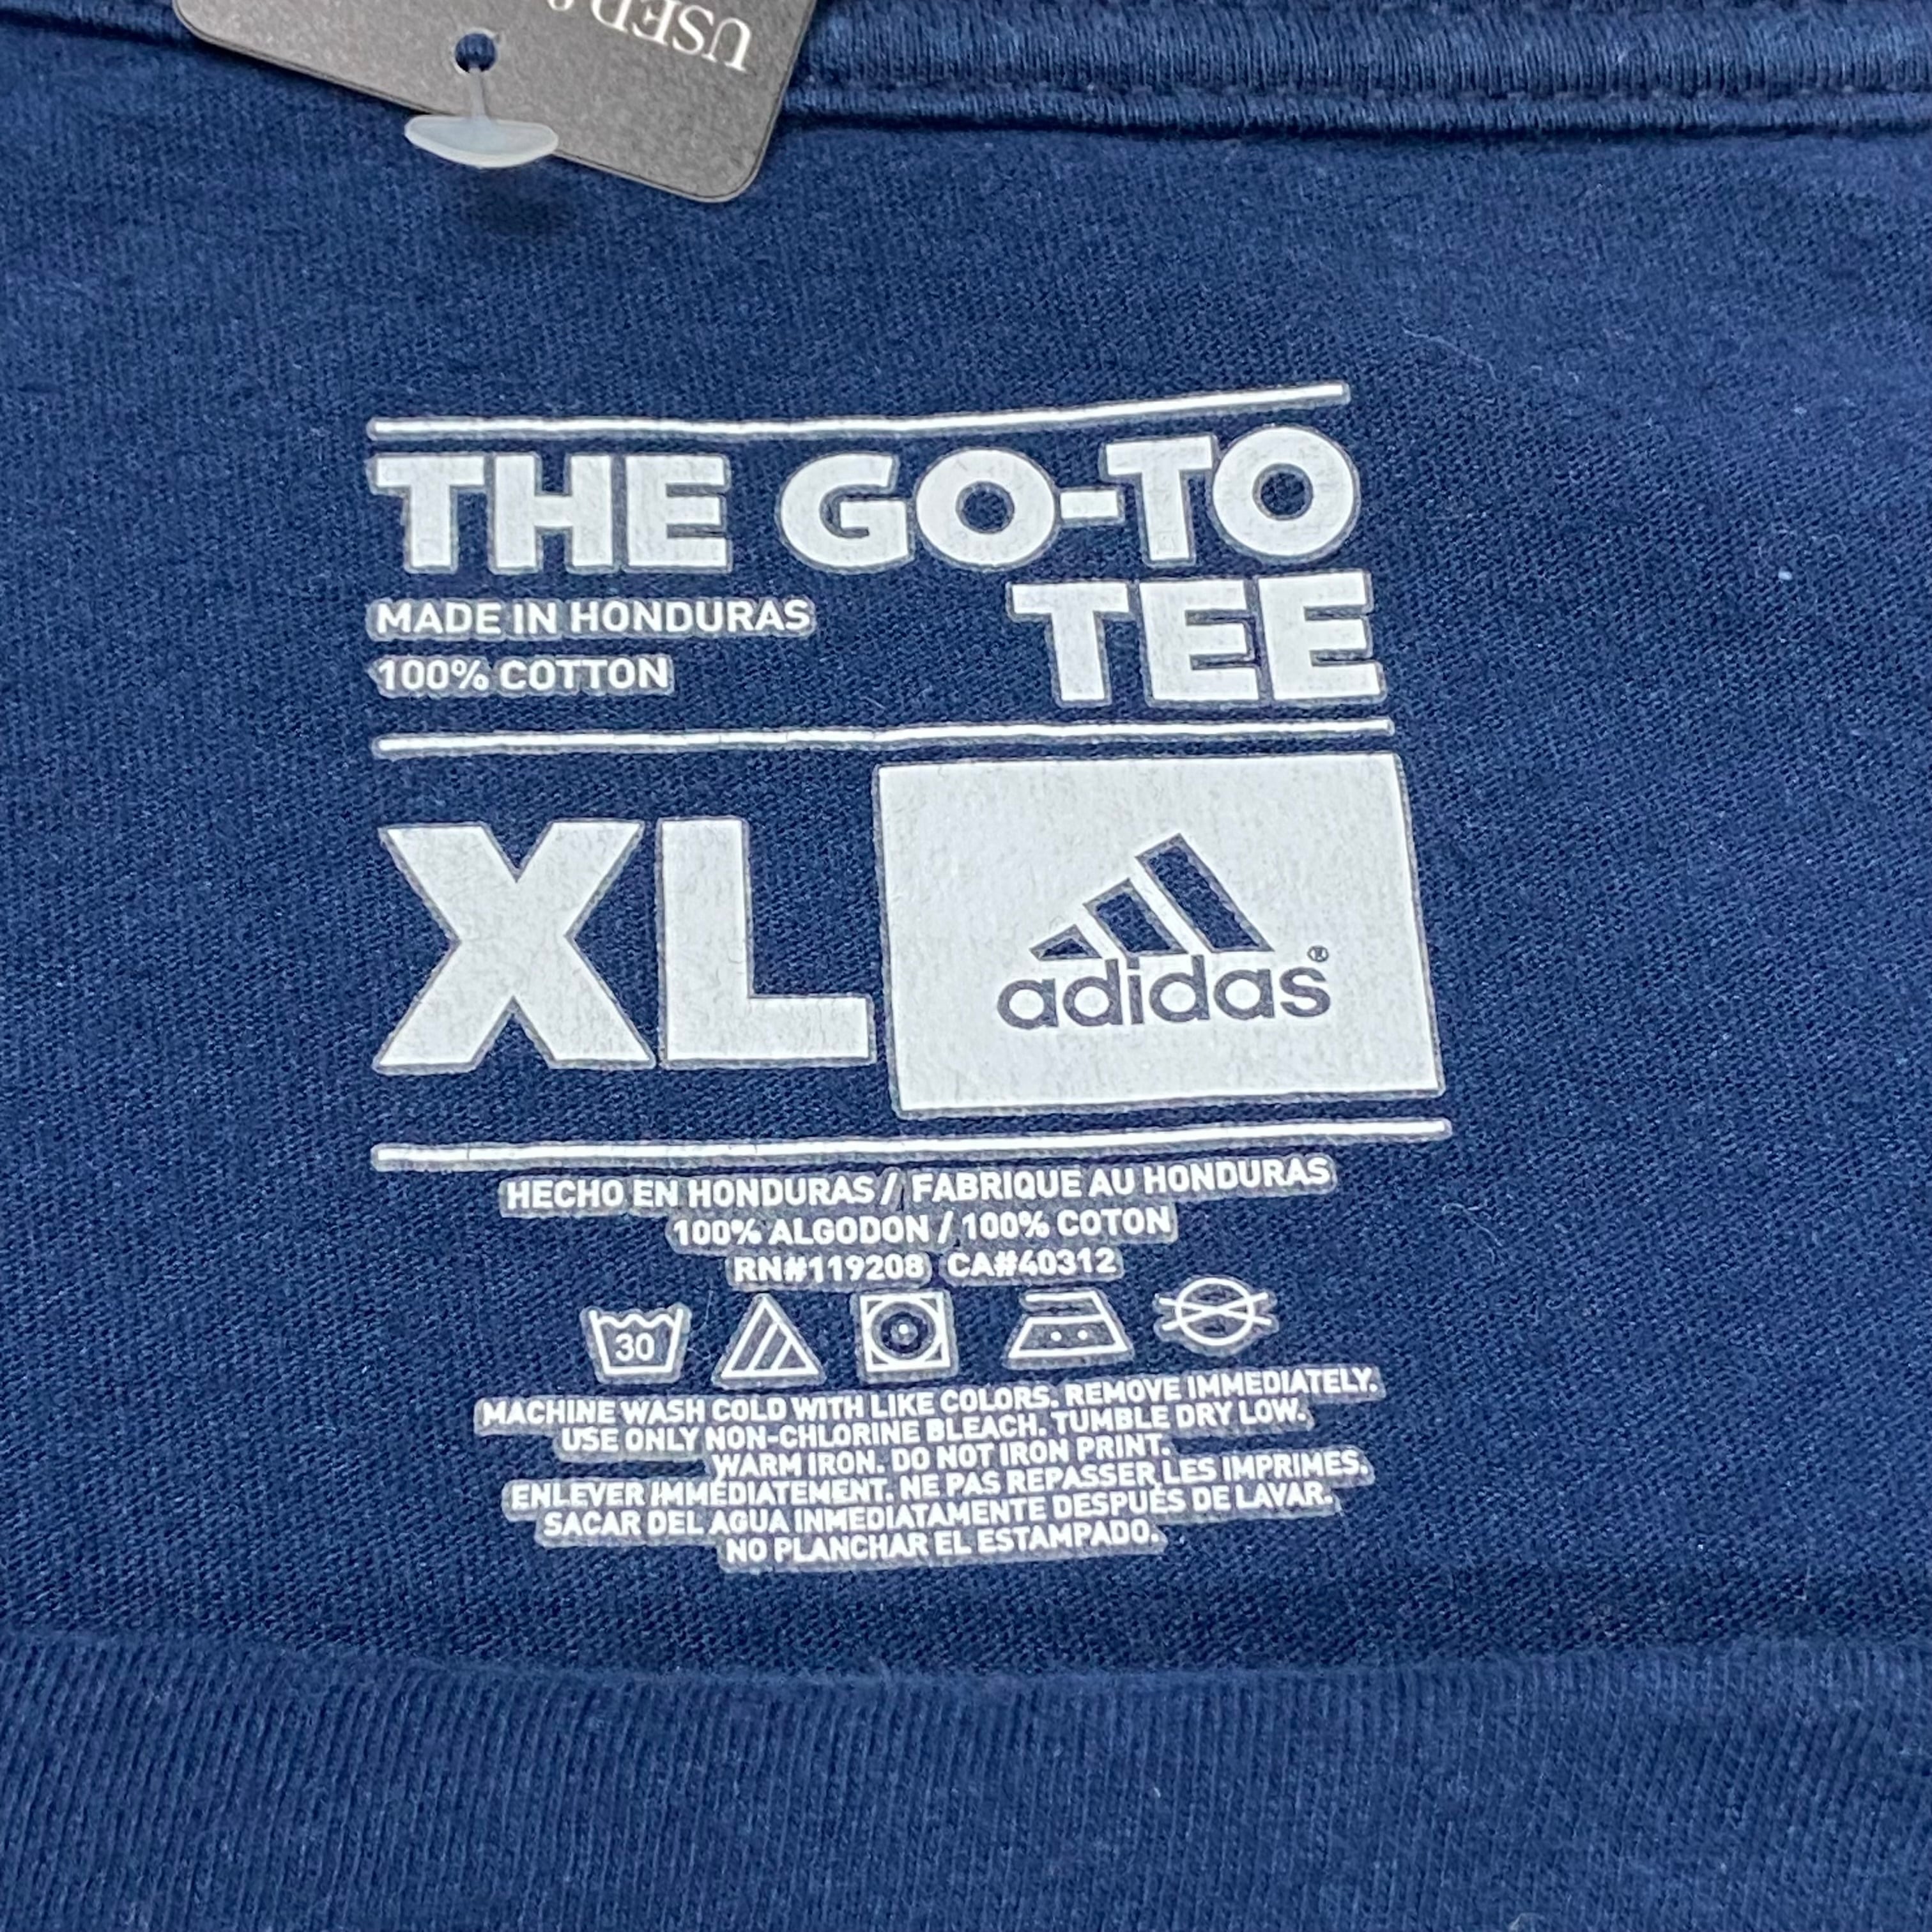 USED
THE GO-TO
TEE
MADE IN HONDURAS
100% COTTON
XL
adidas®
HECHO EN HONDURAS / FABRIQUE AU HONDURAS
100% ALGODON / 100% COTON
RN#119208 CA#40312
30
MACHINE WASH COLD WITH LIKE COLORS. REMOVE IMMEDIATELY.
USE ONLY NON-CHLORINE BLEACH. TUMBLE DRY LOW.
WARM IRON. DO NOT IRON PRINT.
ENLEVER IMMÉDIATEMENT. NE PAS REPASSER LES IMPRIMES.
SACAR DEL AGUA INMEDIATAMENTE DESPUÉS DE LAVAR.
NO PLANCHAR EL ESTAMPADO.